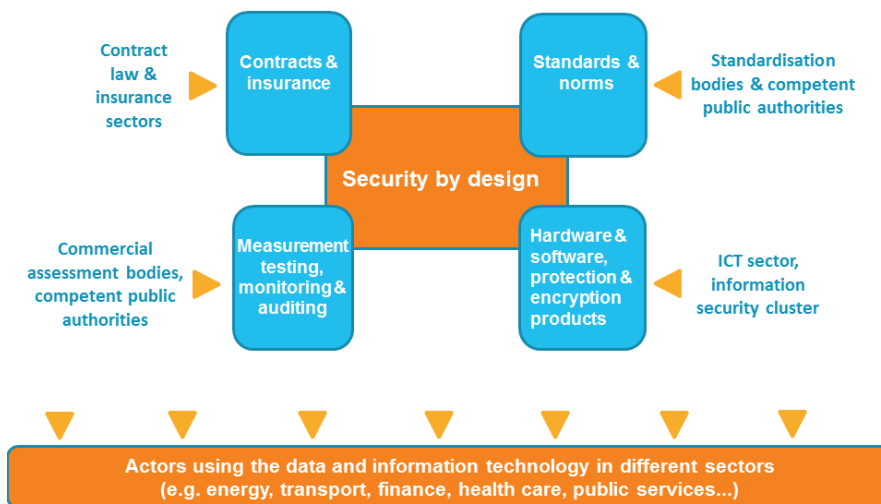 Contract
law &
insurance
sectors
Contracts &
insurance
Standards &
norms
Standardisation
bodies & competent
public authorities
Security by design
Commercial
assessment bodies,
competent public
authorities
Measurement
testing,
monitoring &
auditing
Hardware &
software,
protection &
encryption
products
ICT sector,
information
security cluster
Actors using the data and information technology in different sectors
(e.g. energy, transport, finance, health care, public services...)